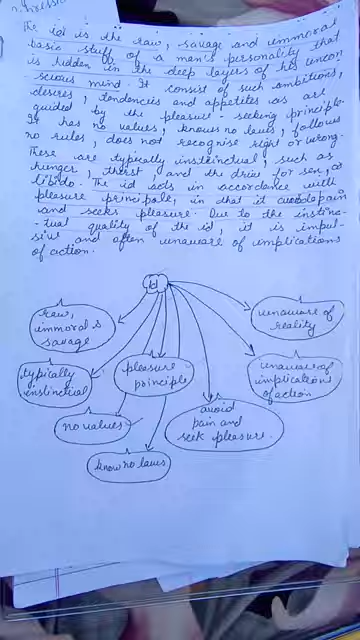 The id is the raw, savage and immoral
basic stuff of a man's personality that
is hidden in the deep layers of his uncon
scious mind. It consist of such ambitions,
desires, tendencies and appetites as are
guided by the pleasure-seeking principle.
It has no values, knows no laws, follows
no rules, does not recognise right or wrong.
These are typically instinctual, such as
hunger, thirst and the drive for sex, or
libido. The id acts in accordance with
pleasure principle, in that it avoids pain
and seeks pleasure. Due to the instinc-
tual quality of the id, it is impul-
sive and often unaware of implications
of action.
id
raw,
immoral &
savage
unaware of
reality
typically
instinctual
pleasure
principle
unaware of
implications
of action
no values
avoid
pain and
seek pleasure.
know no laws